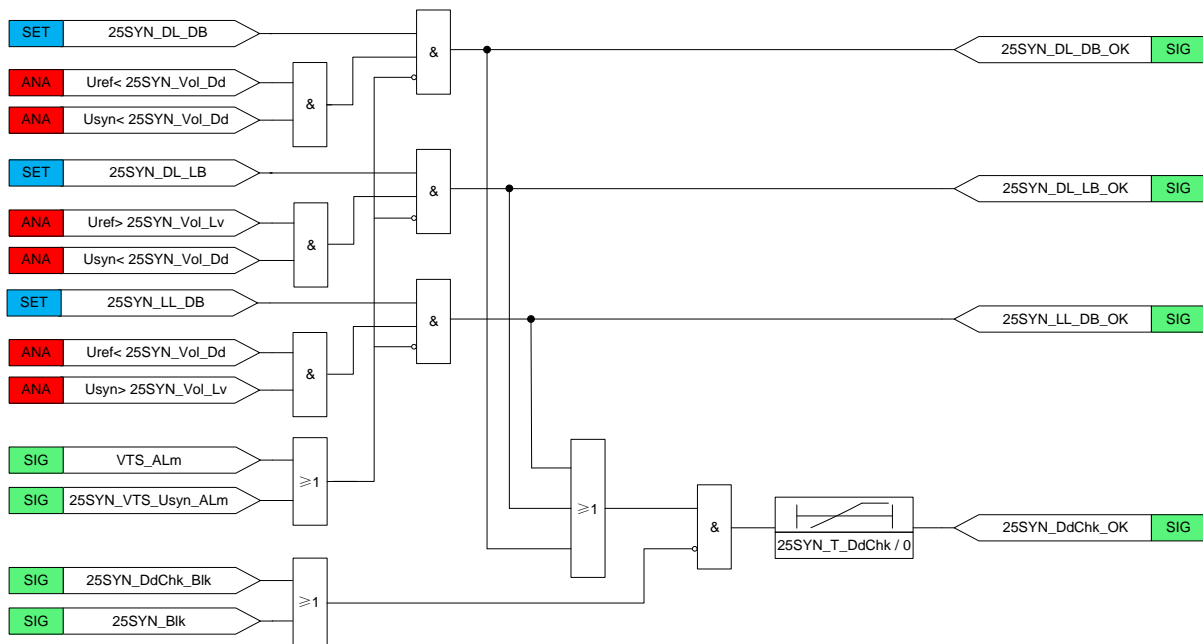 SET 25SYN_DL_DB
&
25SYN_DL_DB_OK SIG
ANA Uref< 25SYN_Vol_Dd
&
ANA Usyn< 25SYN_Vol_Dd
SET 25SYN_DL_LB
&
25SYN_DL_LB_OK SIG
ANA Uref> 25SYN_Vol_Lv
&
ANA Usyn< 25SYN_Vol_Dd
SET 25SYN_LL_DB
&
25SYN_LL_DB_OK SIG
ANA Uref< 25SYN_Vol_Dd
&
ANA Usyn> 25SYN_Vol_Lv
SIG VTS_ALm
≥1
SIG 25SYN_VTS_Usyn_ALm
≥1
&
25SYN_T_DdChk / 0
25SYN_DdChk_OK SIG
SIG 25SYN_DdChk_Blk
≥1
SIG 25SYN_Blk